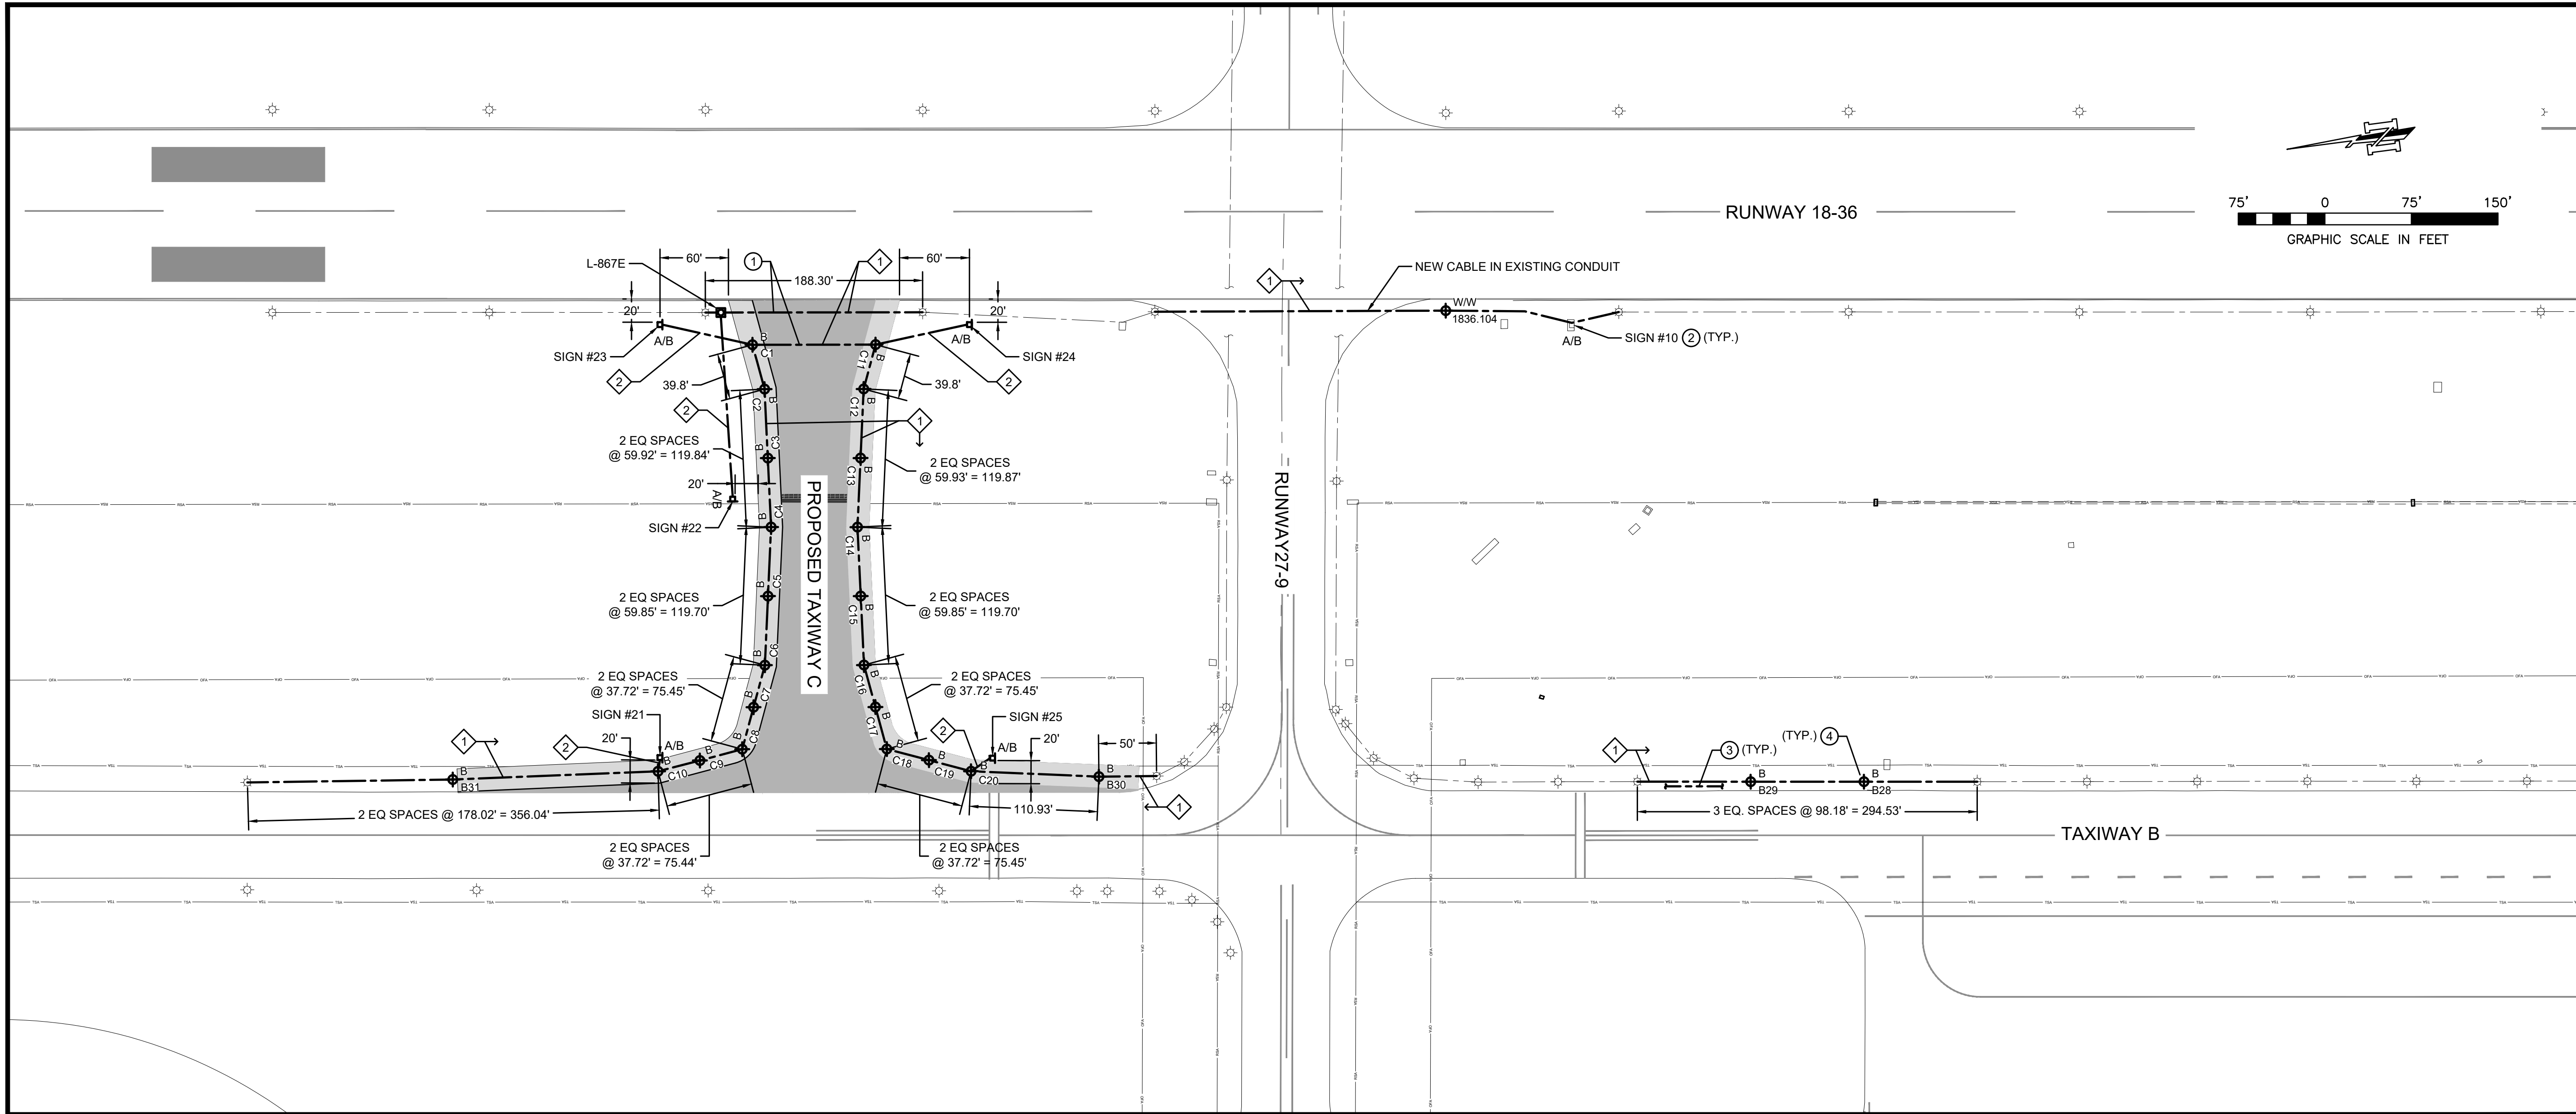 RUNWAY 18-36
75'
0
75'
150'
GRAPHIC SCALE IN FEET
L-867E
60'
1
1
60'
188.30'
20'
20'
A/B
A/B
SIGN #23
SIGN #24
2
2
B
C1
B
C11
39.8'
39.8'
1
NEW CABLE IN EXISTING CONDUIT
W/W
1836.104
A/B
SIGN #10 2 (TYP.)
2
1
B
C2
B
C12
2 EQ SPACES
@ 59.92' = 119.84'
2 EQ SPACES
@ 59.93' = 119.87'
B
C3
B
C13
20'
A/B
SIGN #22
B
C4
B
C14
PROPOSED TAXIWAY C
RUNWAY27-9
2 EQ SPACES
@ 59.85' = 119.70'
2 EQ SPACES
@ 59.85' = 119.70'
B
C5
B
C15
B
C6
B
C16
2 EQ SPACES
@ 37.72' = 75.45'
2 EQ SPACES
@ 37.72' = 75.45'
B
C7
B
C17
SIGN #21
SIGN #25
1
2
20'
A/B
B
C8
B
C18
2
A/B
20'
50'
B
C9
B
C19
B
C10
B
C20
B
B31
B
B30
1
2 EQ SPACES @ 178.02' = 356.04'
110.93'
2 EQ SPACES
@ 37.72' = 75.44'
2 EQ SPACES
@ 37.72' = 75.45'
1
3 (TYP.)
(TYP.) 4
B
B29
B
B28
3 EQ. SPACES @ 98.18' = 294.53'
TAXIWAY B
RSA
OFA
TSA